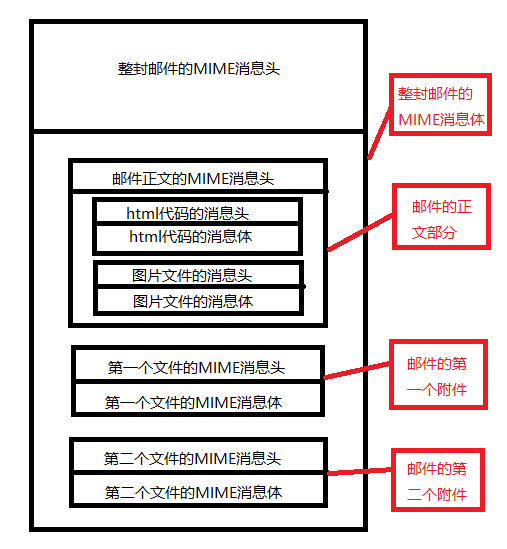 整封邮件的MIME消息头
整封邮件的
MIME消息体
邮件正文的MIME消息头
html代码的消息头
html代码的消息体
邮件的正
文部分
图片文件的消息头
图片文件的消息体
第一个文件的MIME消息头
第一个文件的MIME消息体
邮件的第
一个附件
第二个文件的MIME消息头
第二个文件的MIME消息体
邮件的第
二个附件